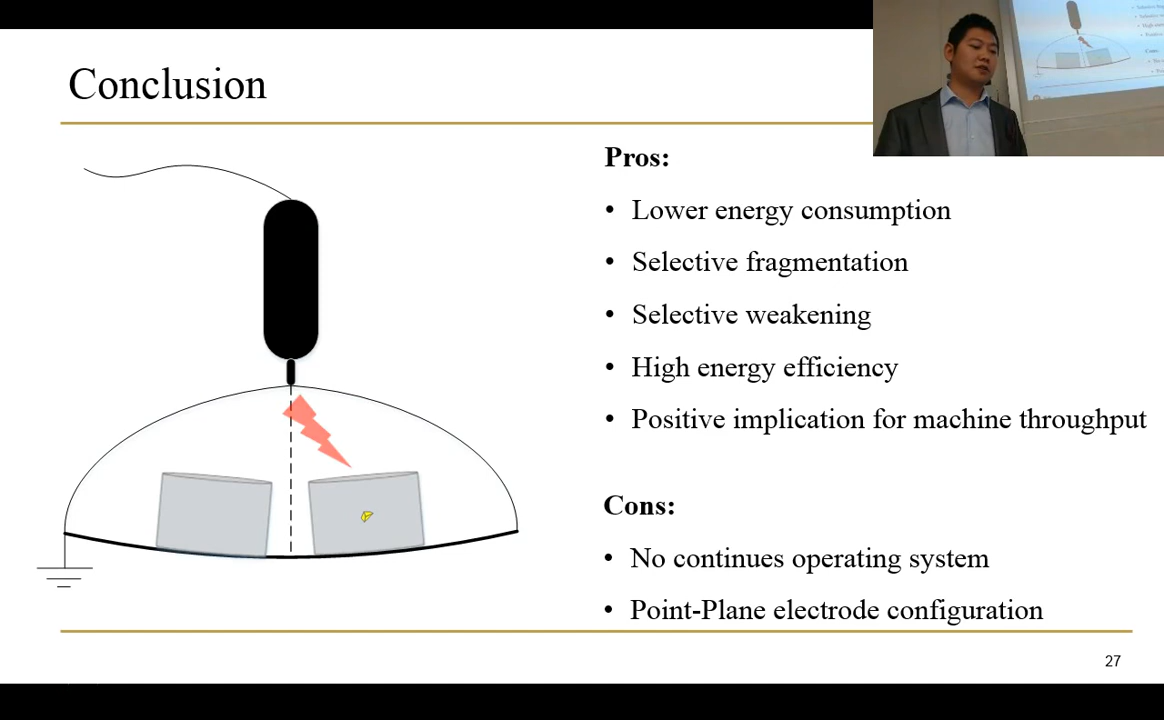 Conclusion
Pros:
• Lower energy consumption
• Selective fragmentation
• Selective weakening
• High energy efficiency
• Positive implication for machine throughput
Cons:
• No continues operating system
• Point-Plane electrode configuration
27